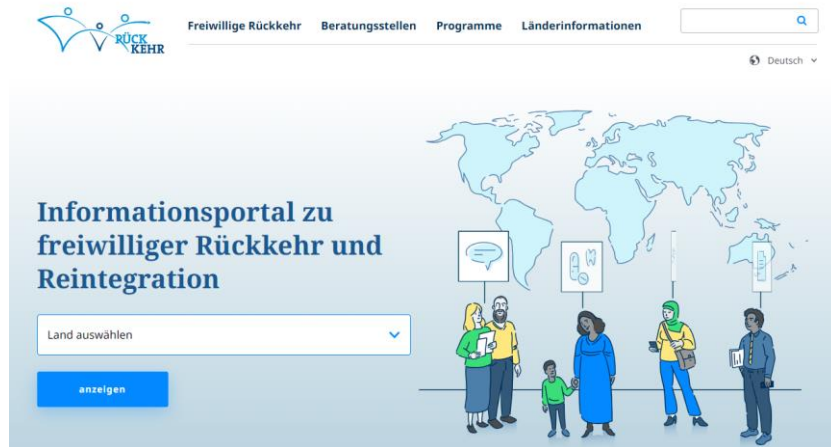 RÜCK
KEHR
Freiwillige Rückkehr Beratungsstellen Programme Länderinformationen
Deutsch
Informationsportal zu
freiwilliger Rückkehr und
Reintegration
Land auswählen
anzeigen